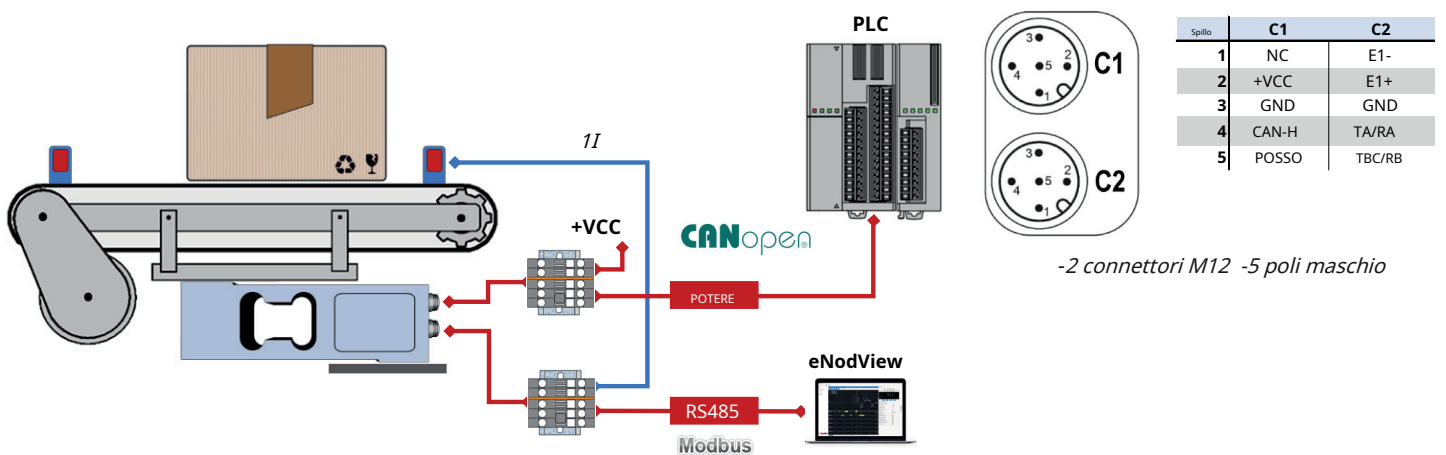 PLC
1I
+VCC
CANopen
POTERE
eNodView
RS485
Modbus
3 2 4 5 1 C1
3 2 4 5 1 C2
Spillo C1 C2
1 NC E1-
2 +VCC E1+
3 GND GND
4 CAN-H TA/RA
5 POSSO TBC/RB
-2 connettori M12 -5 poli maschio